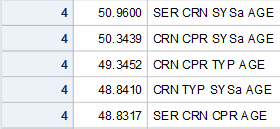 4 50.9600 SER CRN SYSa AGE
4 50.3439 CRN CPR SYSa AGE
4 49.3452 CRN CPR TYP AGE
4 48.8410 CRN TYP SYSa AGE
4 48.8317 SER CRN CPR AGE